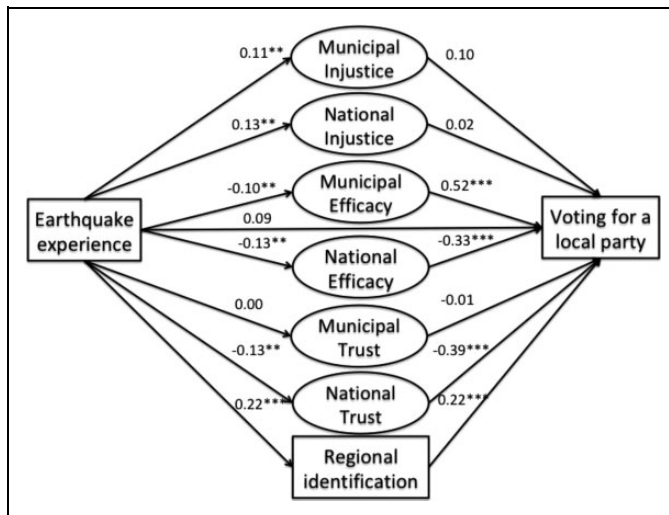 0.11**
Municipal
Injustice
0.10
0.13**
National
Injustice
0.02
-0.10**
Municipal
Efficacy
0.52***
Earthquake
experience
0.09
Voting for a
local party
-0.13**
National
Efficacy
-0.33***
0.00
Municipal
Trust
-0.01
-0.13**
National
Trust
-0.39***
0.22***
Regional
identification
0.22***